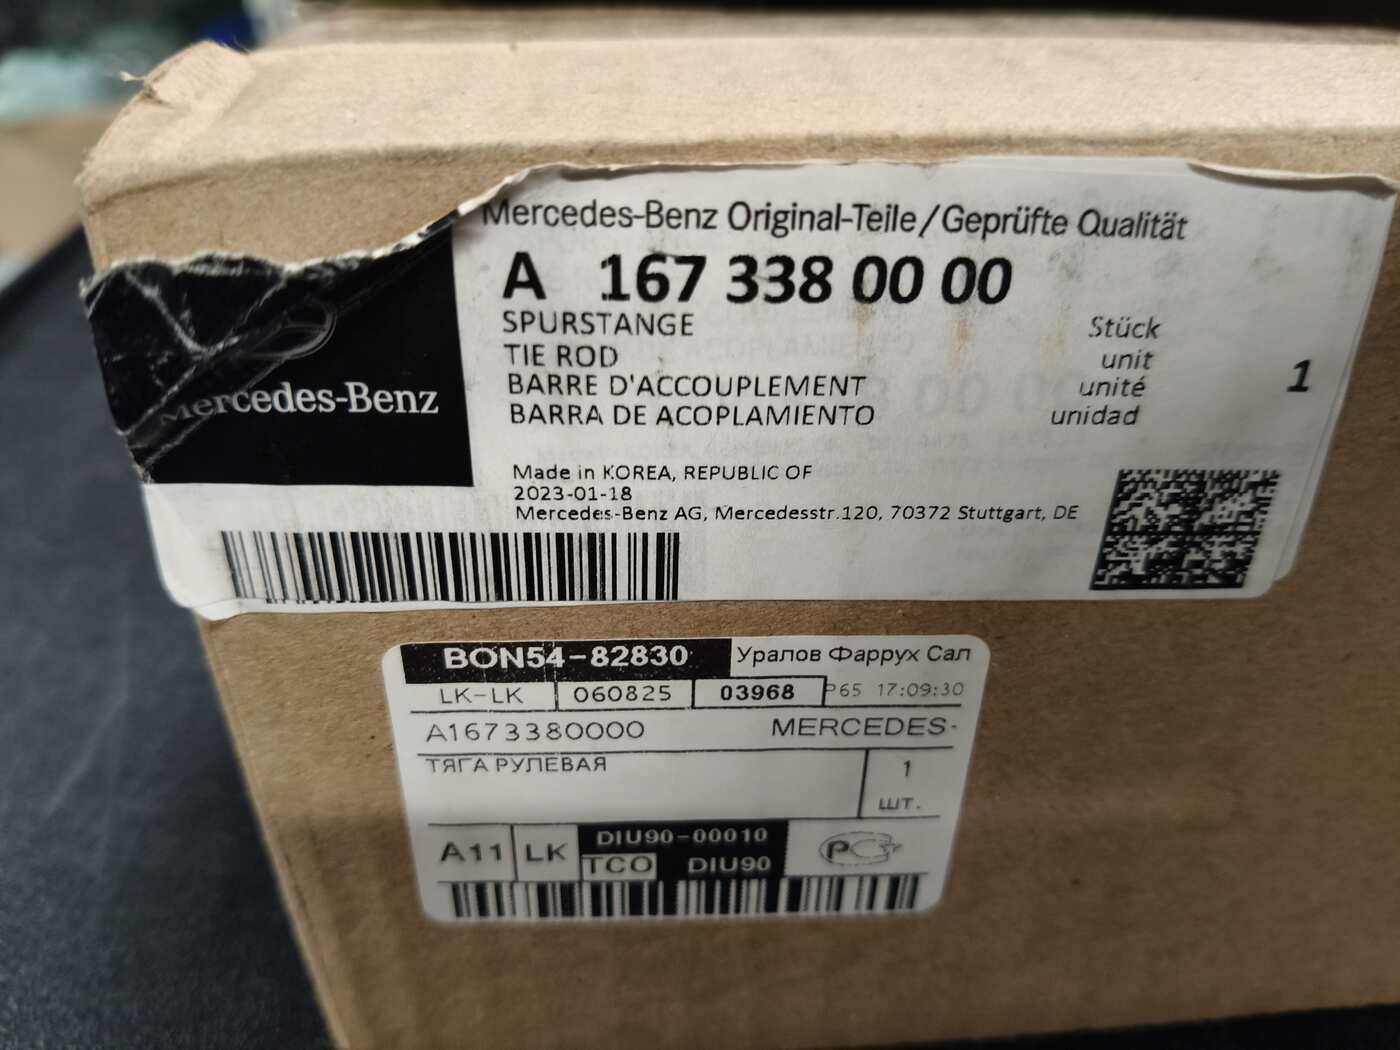 Mercedes-Benz Original-Teile/Geprüfte Qualität
A 167 338 00 00
SPURSTANGE Stück
TIE ROD unit
BARRE D'ACCOUPLEMENT unité 1
BARRA DE ACOPLAMIENTO unidad
Mercedes-Benz
Made in KOREA, REPUBLIC OF
2023-01-18
Mercedes-Benz AG, Mercedesstr.120, 70372 Stuttgart, DE
BON54-82830 Уралов Фаррух Сал
LK-LK 060825 03968 P65 17:09:30
A1673380000 MERCEDES-
ТЯГА РУЛЕВАЯ 1
шт.
A11 LK DIU90-00010
TCO DIU90
РСТ